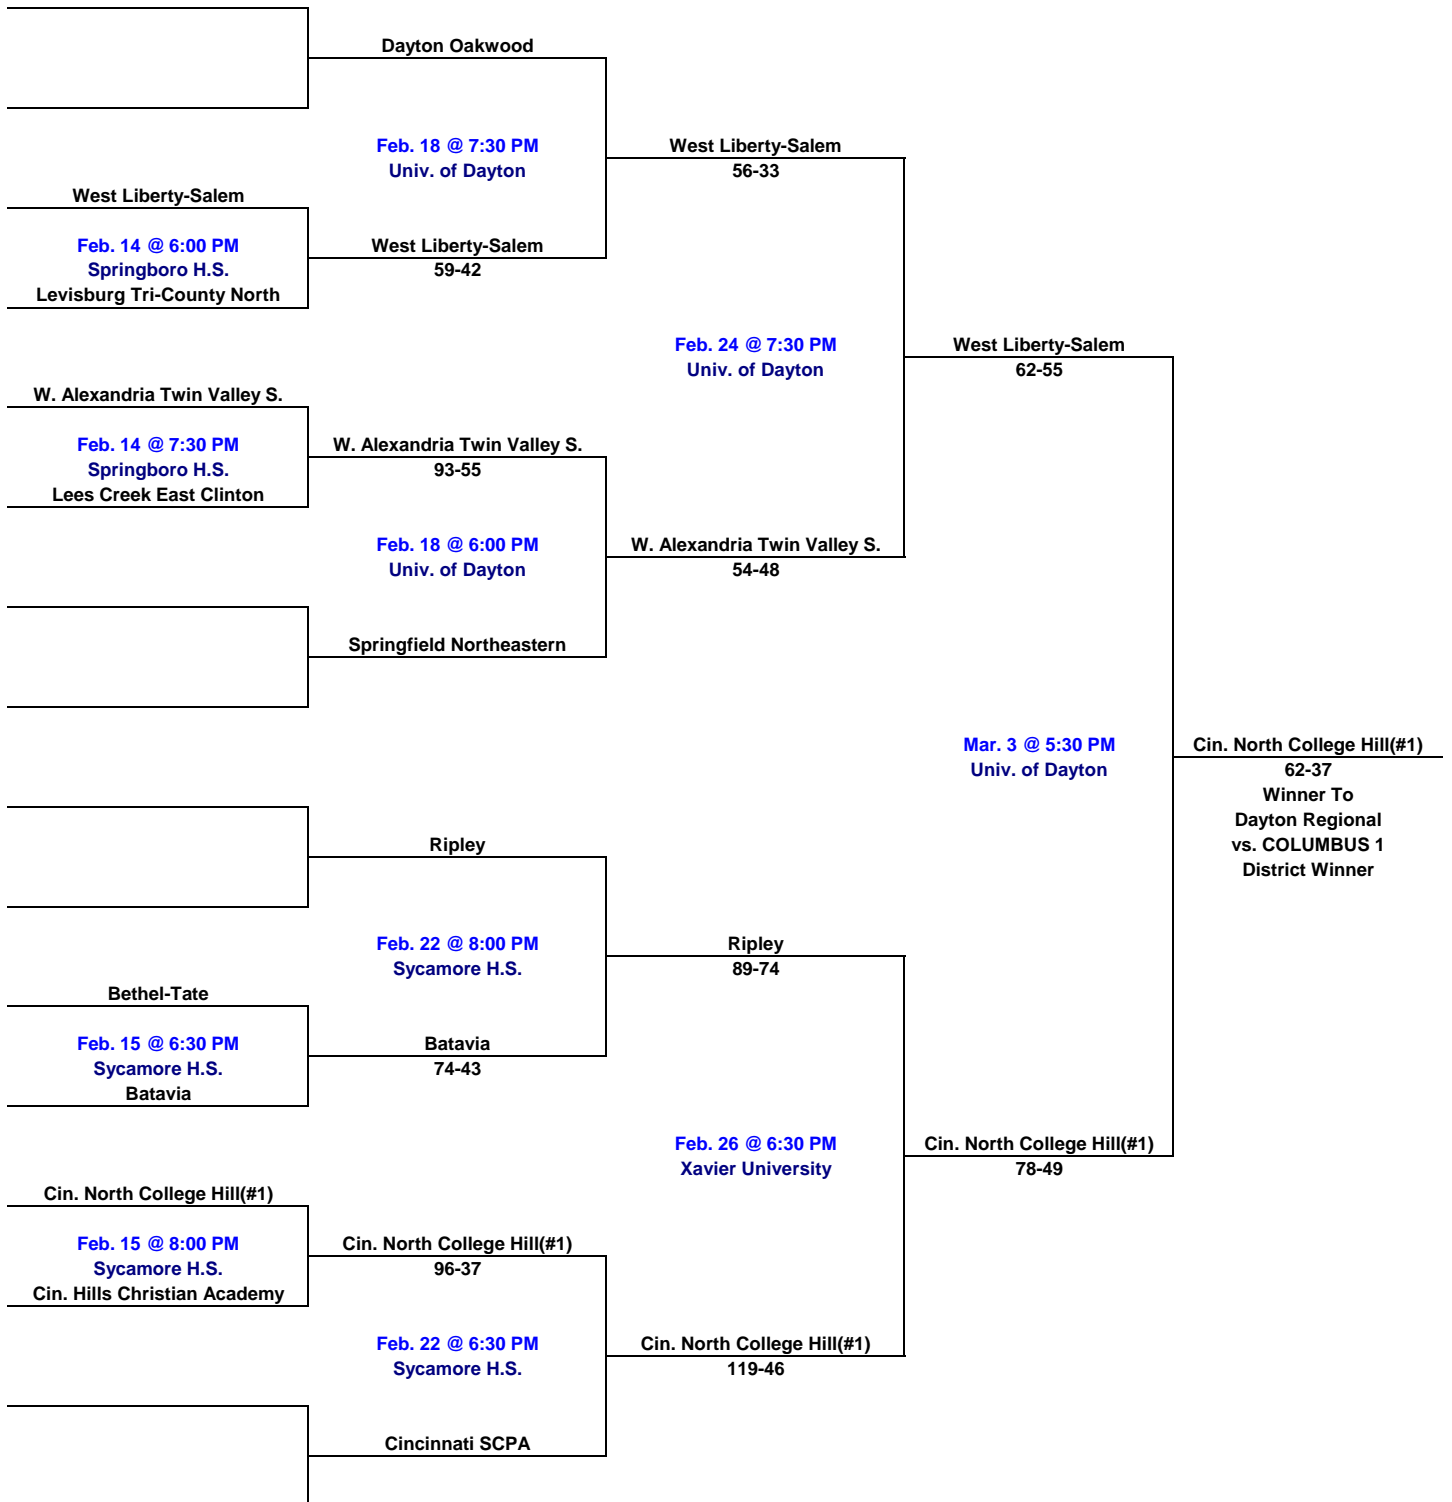 Dayton Oakwood
Feb. 18 @ 7:30 PM
Univ. of Dayton
West Liberty-Salem
56-33
West Liberty-Salem
Feb. 14 @ 6:00 PM
Springboro H.S.
Levisburg Tri-County North
West Liberty-Salem
59-42
Feb. 24 @ 7:30 PM
Univ. of Dayton
West Liberty-Salem
62-55
W. Alexandria Twin Valley S.
Feb. 14 @ 7:30 PM
Springboro H.S.
Lees Creek East Clinton
W. Alexandria Twin Valley S.
93-55
Feb. 18 @ 6:00 PM
Univ. of Dayton
W. Alexandria Twin Valley S.
54-48
Springfield Northeastern
Mar. 3 @ 5:30 PM
Univ. of Dayton
Cin. North College Hill(#1)
62-37
Winner To
Dayton Regional
vs. COLUMBUS 1
District Winner
Ripley
Feb. 22 @ 8:00 PM
Sycamore H.S.
Ripley
89-74
Bethel-Tate
Feb. 15 @ 6:30 PM
Sycamore H.S.
Batavia
Batavia
74-43
Feb. 26 @ 6:30 PM
Xavier University
Cin. North College Hill(#1)
78-49
Cin. North College Hill(#1)
Feb. 15 @ 8:00 PM
Sycamore H.S.
Cin. Hills Christian Academy
Cin. North College Hill(#1)
96-37
Feb. 22 @ 6:30 PM
Sycamore H.S.
Cin. North College Hill(#1)
119-46
Cincinnati SCPA